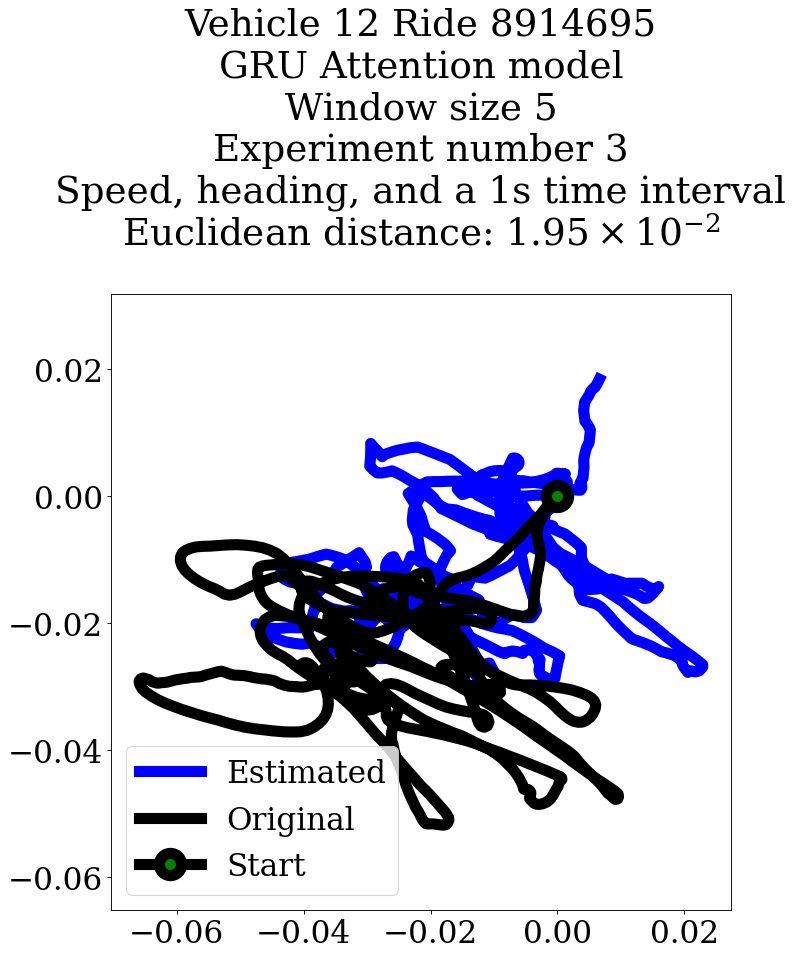 Vehicle 12 Ride 8914695
GRU Attention model
Window size 5
Experiment number 3
Speed, heading, and a 1s time interval
Euclidean distance: 1.95 × 10⁻²
0.02
0.00
−0.02
−0.04
−0.06
Estimated
Original
Start
−0.06 −0.04 −0.02 0.00 0.02